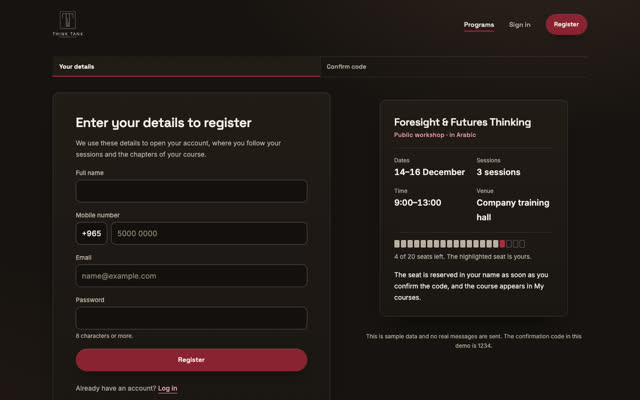 THINK TANK
Programs
Sign in
Register
Your details
Confirm code
Enter your details to register
We use these details to open your account, where you follow your
sessions and the chapters of your course.
Full name
Mobile number
+965
5000 0000
Email
name@example.com
Password
8 characters or more.
Register
Already have an account? Log in
Foresight & Futures Thinking
Public workshop · in Arabic
Dates
14–16 December
Sessions
3 sessions
Time
9:00–13:00
Venue
Company training
hall
4 of 20 seats left. The highlighted seat is yours.
The seat is reserved in your name as soon as you
confirm the code, and the course appears in My
courses.
This is sample data and no real messages are sent. The confirmation code in this
demo is 1234.